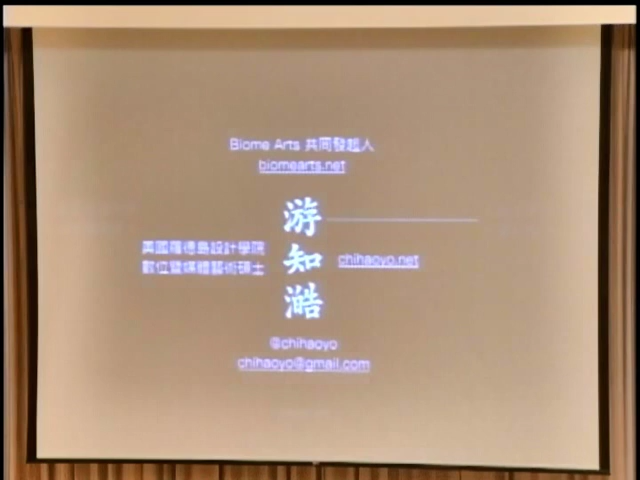 Biome Arts 共同發起人
biomearts.net
游知澔
美國羅德島設計學院
數位暨媒體藝術碩士
chihaoyo.net
@chihaoyo
chihaoyo@gmail.com